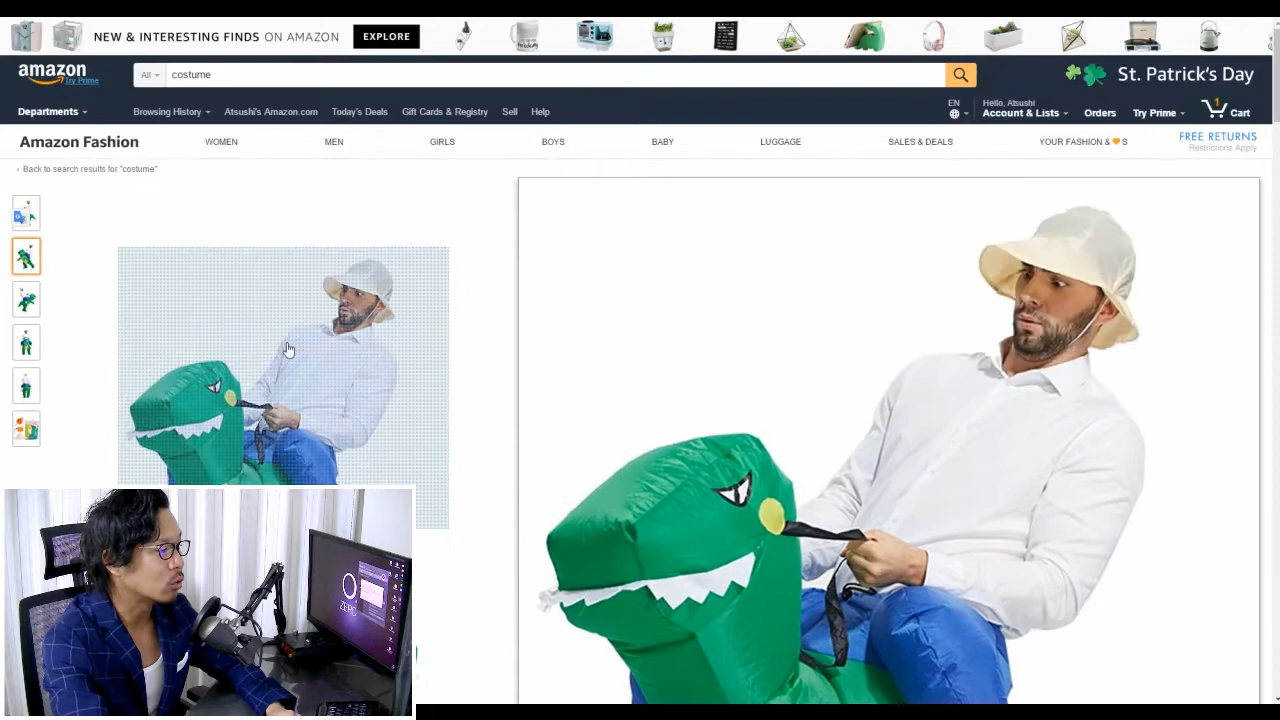 NEW & INTERESTING FINDS ON AMAZON EXPLORE
amazon
Try Prime
All
costume
St. Patrick's Day
Departments
Browsing History
Atsushi's Amazon.com
Today's Deals
Gift Cards & Registry
Sell
Help
EN
Hello, Atsushi
Account & Lists
Orders
Try Prime
1
Cart
Amazon Fashion
WOMEN
MEN
GIRLS
BOYS
BABY
LUGGAGE
SALES & DEALS
YOUR FASHION & 🧡 S
FREE RETURNS
Restrictions Apply
‹ Back to search results for "costume"
ZERO